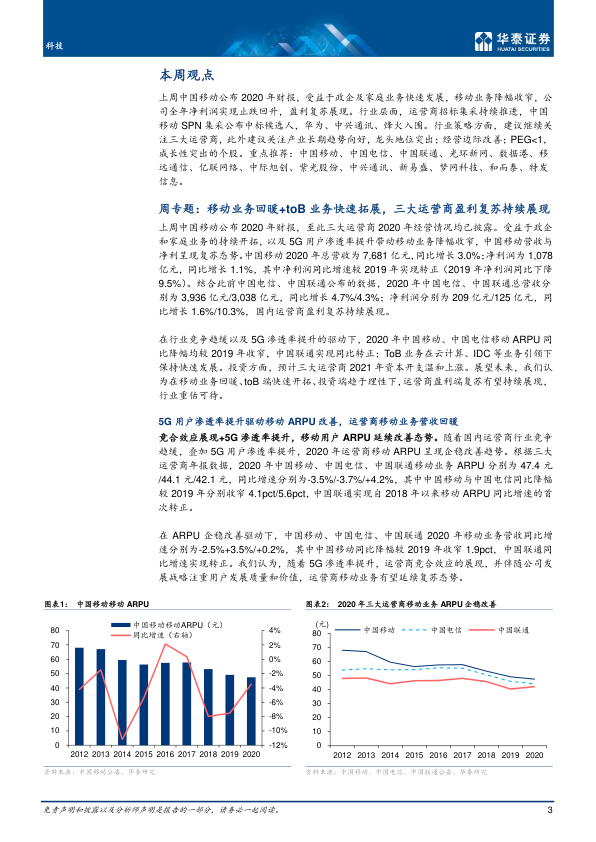 科技
华泰证券
HUATAI SECURITIES
本周观点
上周中国移动公布 2020 年财报，受益于政企及家庭业务快速发展，移动业务降幅收窄，公
司全年净利润实现止跌回升，盈利复苏展现。行业层面，运营商招标集采持续推进，中国
移动 SPN 集采公布中标候选人，华为、中兴通讯、烽火入围。行业策略方面，建议继续关
注三大运营商，此外建议关注产业长期趋势向好，龙头地位突出；经营边际改善；PEG<1，
成长性突出的个股。重点推荐：中国移动、中国电信、中国联通、光环新网、数据港、移
远通信、亿联网络、中际旭创、紫光股份、中兴通讯、新易盛、梦网科技、和而泰、特发
信息。
周专题：移动业务回暖+toB 业务快速拓展，三大运营商盈利复苏持续展现
上周中国移动公布 2020 年财报，至此三大运营商 2020 年经营情况均已披露。受益于政企
和家庭业务的持续开拓，以及 5G 用户渗透率提升带动移动业务降幅收窄，中国移动营收与
净利呈现复苏态势。中国移动 2020 年总营收为 7,681 亿元，同比增长 3.0%；净利润为 1,078
亿元，同比增长 1.1%，其中净利润同比增速较 2019 年实现转正（2019 年净利润同比下降
9.5%）。结合此前中国电信、中国联通公布的数据，2020 年中国电信、中国联通总营收分
别为 3,936 亿元/3,038 亿元，同比增长 4.7%/4.3%；净利润分别为 209 亿元/125 亿元，同
比增长 1.6%/10.3%，国内运营商盈利复苏持续展现。
在行业竞争趋缓以及 5G 渗透率提升的驱动下，2020 年中国移动、中国电信移动 ARPU 同
比降幅均较 2019 年收窄，中国联通实现同比转正；ToB 业务在云计算、IDC 等业务引领下
保持快速发展。投资方面，预计三大运营商 2021 年资本开支温和上涨。展望未来，我们认
为在移动业务回暖、toB 端快速开拓、投资端趋于理性下，运营商盈利端复苏有望持续展现，
行业重估可待。
5G 用户渗透率提升驱动移动 ARPU 改善，运营商移动业务营收回暖
竞合效应展现+5G 渗透率提升，移动用户 ARPU 延续改善态势。随着国内运营商行业竞争
趋缓，叠加 5G 用户渗透率提升，2020 年运营商移动 ARPU 呈现企稳改善趋势。根据三大
运营商年报数据，2020 年中国移动、中国电信、中国联通移动业务 ARPU 分别为 47.4 元
/44.1 元/42.1 元，同比增速分别为-3.5%/-3.7%/+4.2%，其中中国移动与中国电信同比降幅
较 2019 年分别收窄 4.1pct/5.6pct，中国联通实现自 2018 年以来移动 ARPU 同比增速的首
次转正。
在 ARPU 企稳改善驱动下，中国移动、中国电信、中国联通 2020 年移动业务营收同比增
速分别为-2.5%+3.5%/+0.2%，其中中国移动同比降幅较 2019 年收窄 1.9pct，中国联通同
比增速实现转正。我们认为，随着 5G 渗透率提升，运营商竞合效应的展现，并伴随公司发
展战略注重用户发展质量和价值，运营商移动业务有望延续复苏态势。
图表1： 中国移动移动 ARPU
中国移动移动ARPU（元）
同比增速（右轴）
80
70
60
50
40
30
20
10
0
4%
2%
0%
-2%
-4%
-6%
-8%
-10%
-12%
2012 2013 2014 2015 2016 2017 2018 2019 2020
资料来源：中国移动公告，华泰研究
图表2： 2020 年三大运营商移动业务 ARPU 企稳改善
(元)
中国移动 中国电信 中国联通
80
70
60
50
40
30
20
10
0
2012 2013 2014 2015 2016 2017 2018 2019 2020
资料来源：中国移动、中国电信、中国联通公告，华泰研究
免责声明和披露以及分析师声明是报告的一部分，请务必一起阅读。
3